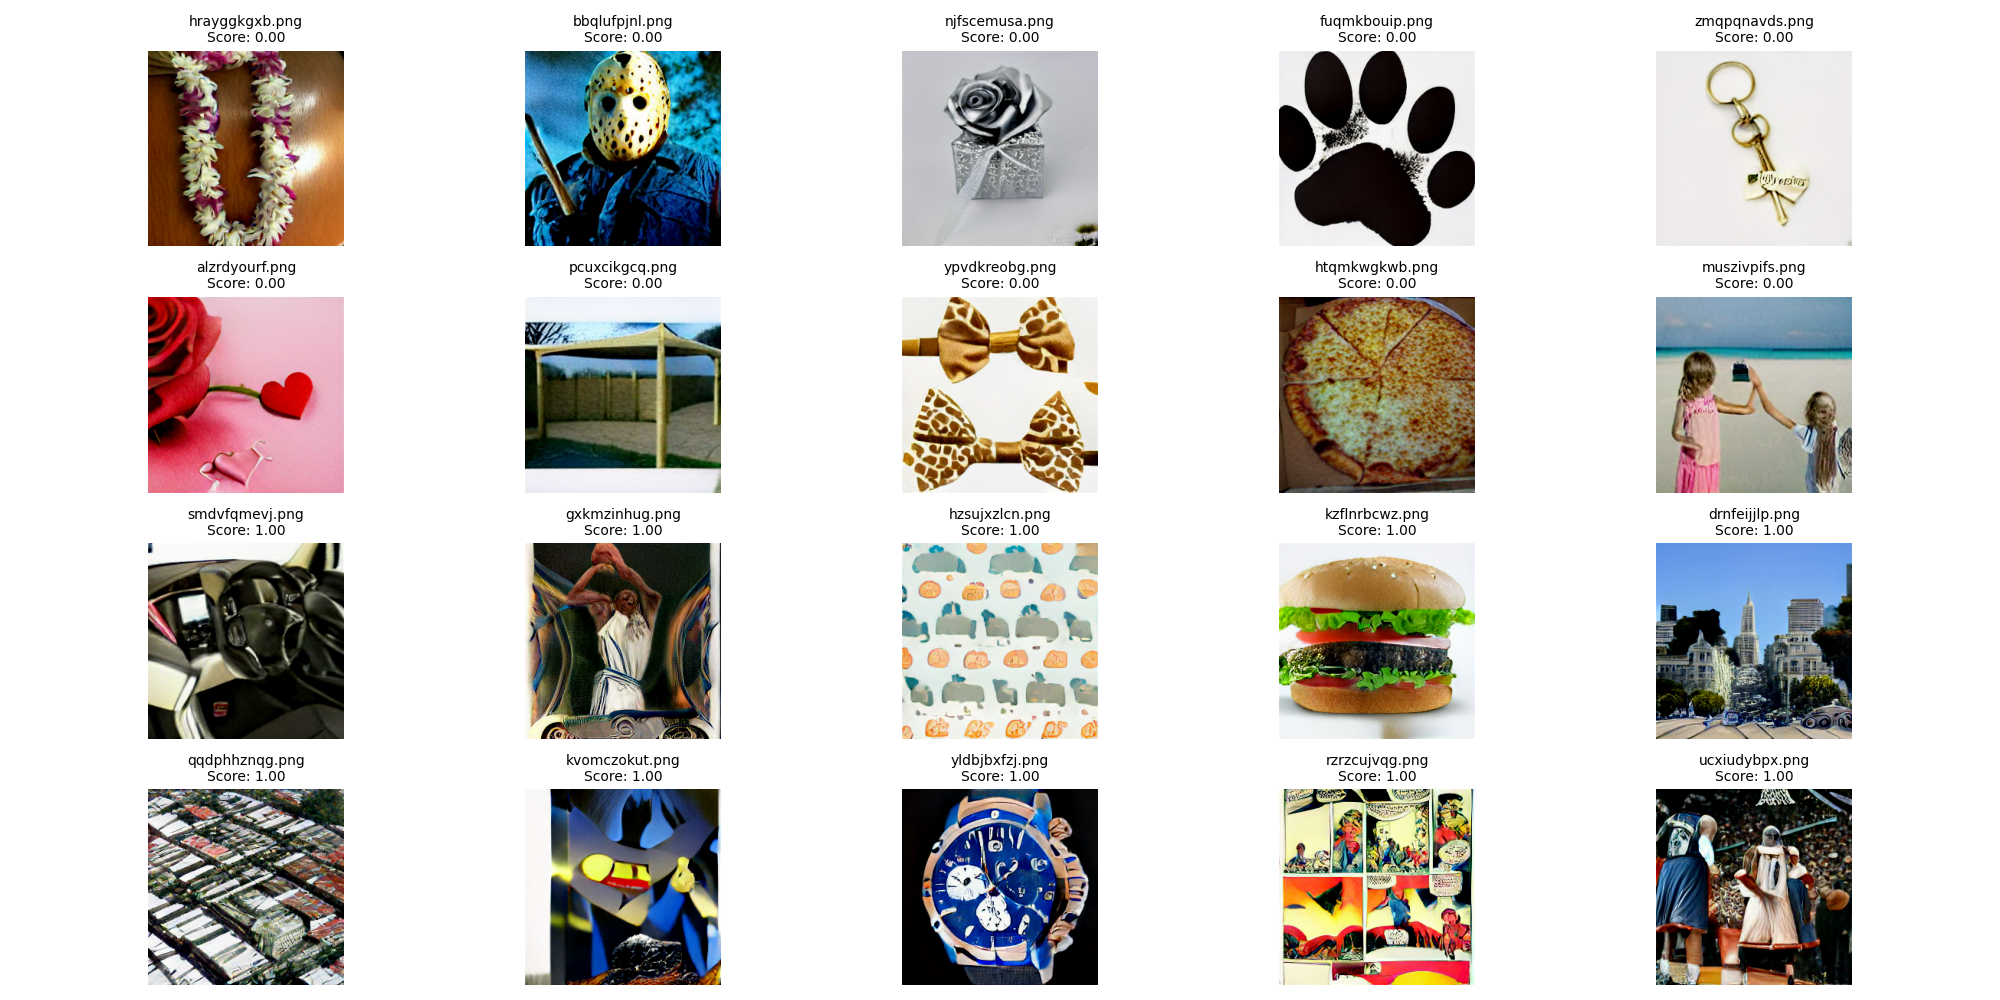 hrayggkgxb.png
Score: 0.00
bbqlufpjnl.png
Score: 0.00
njfscemusa.png
Score: 0.00
fuqmkbouip.png
Score: 0.00
zmqpqnavds.png
Score: 0.00
alzrdyourf.png
Score: 0.00
pcuxcikgcq.png
Score: 0.00
ypvdkreobg.png
Score: 0.00
htqmkwgkwb.png
Score: 0.00
muszivpifs.png
Score: 0.00
smdvfqmevj.png
Score: 1.00
gxkmzinhug.png
Score: 1.00
hzsujxzlcn.png
Score: 1.00
kzflnrbcwz.png
Score: 1.00
drnfeijjlp.png
Score: 1.00
qqdphhznqg.png
Score: 1.00
kvomczokut.png
Score: 1.00
yldbjbxfzj.png
Score: 1.00
rzrzcujvqg.png
Score: 1.00
ucxiudybpx.png
Score: 1.00